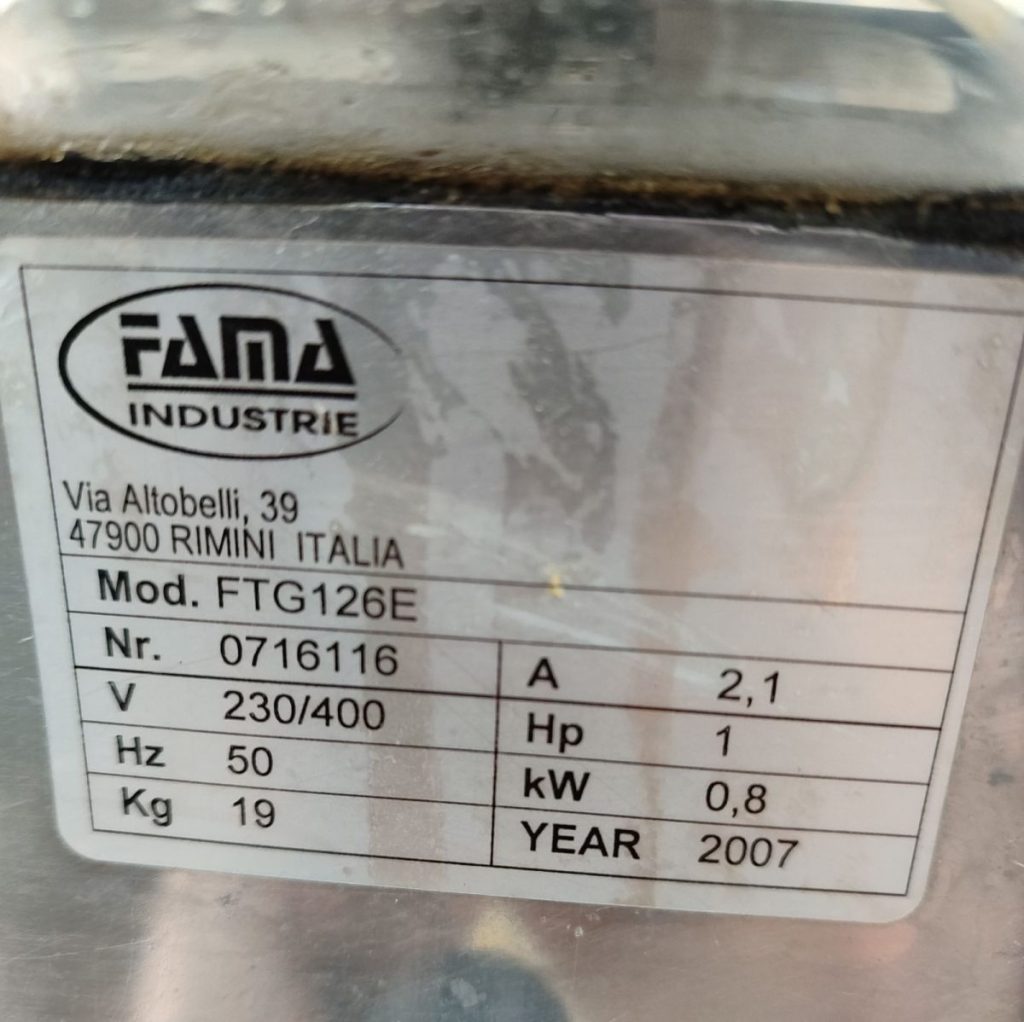 FAMA
INDUSTRIE
Via Altobelli, 39
47900 RIMINI ITALIA
Mod. FTG126E
Nr. 0716116
A 2,1
V 230/400
Hp 1
Hz 50
kW 0,8
Kg 19
YEAR 2007